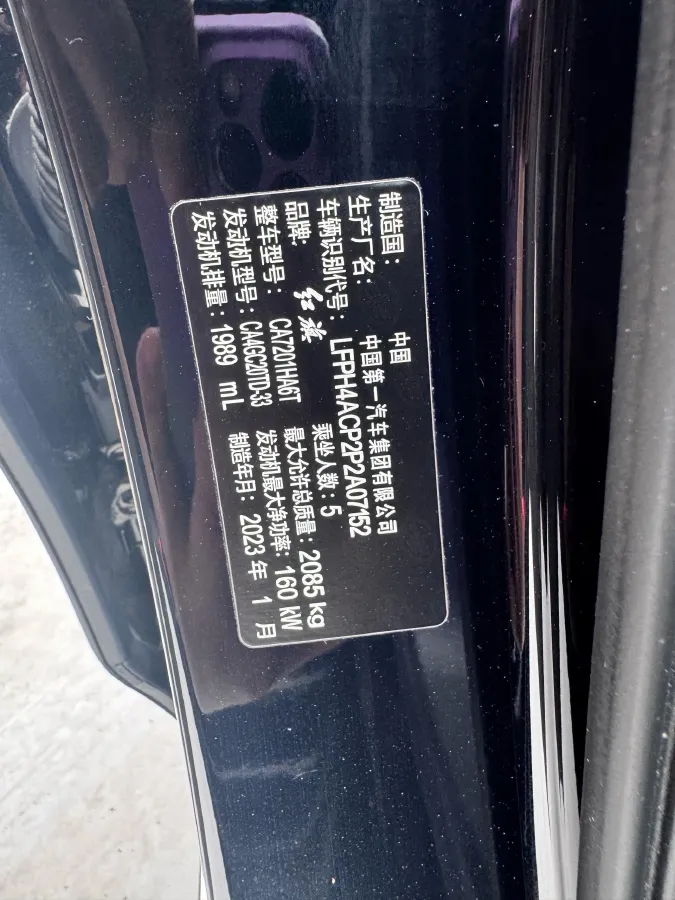 制造国： 中国
生产厂名： 中国第一汽车集团有限公司
车辆识别代号： LFPH4ACP2P2A07152
品牌： 红旗 乘坐人数：5
整车型号： CA7201HA6T 最大允许总质量：2085 kg
发动机型号：CA4GC20TD-33 发动机最大净功率：160 kW
发动机排量：1989 mL 制造年月：2023 年 1 月